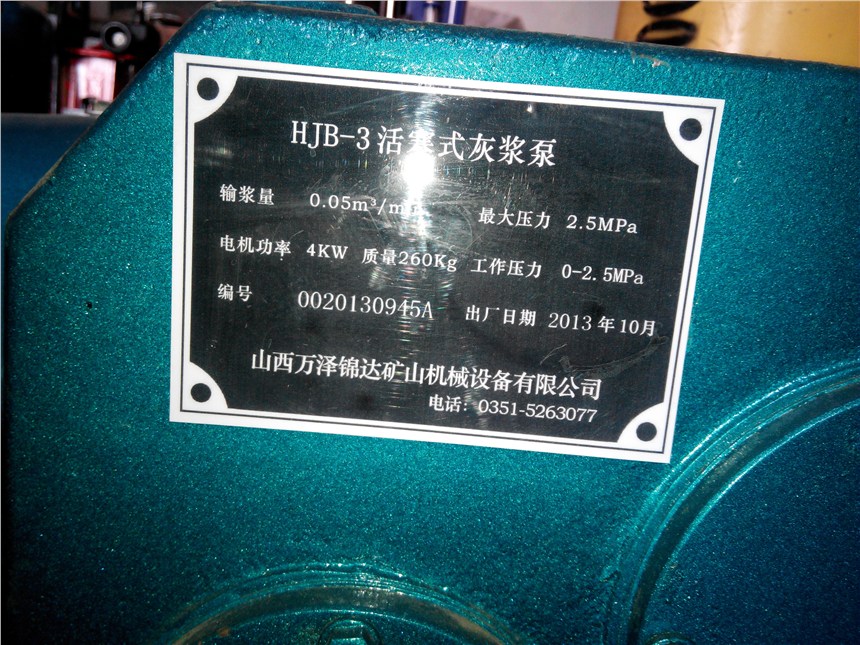 HJB-3活塞式灰浆泵
输浆量 0.05m³/m 最大压力 2.5MPa
电机功率 4KW 质量260Kg 工作压力 0-2.5MPa
编号 0020130945A 出厂日期 2013年10月
山西万泽锦达矿山机械设备有限公司
电话：0351-5263077